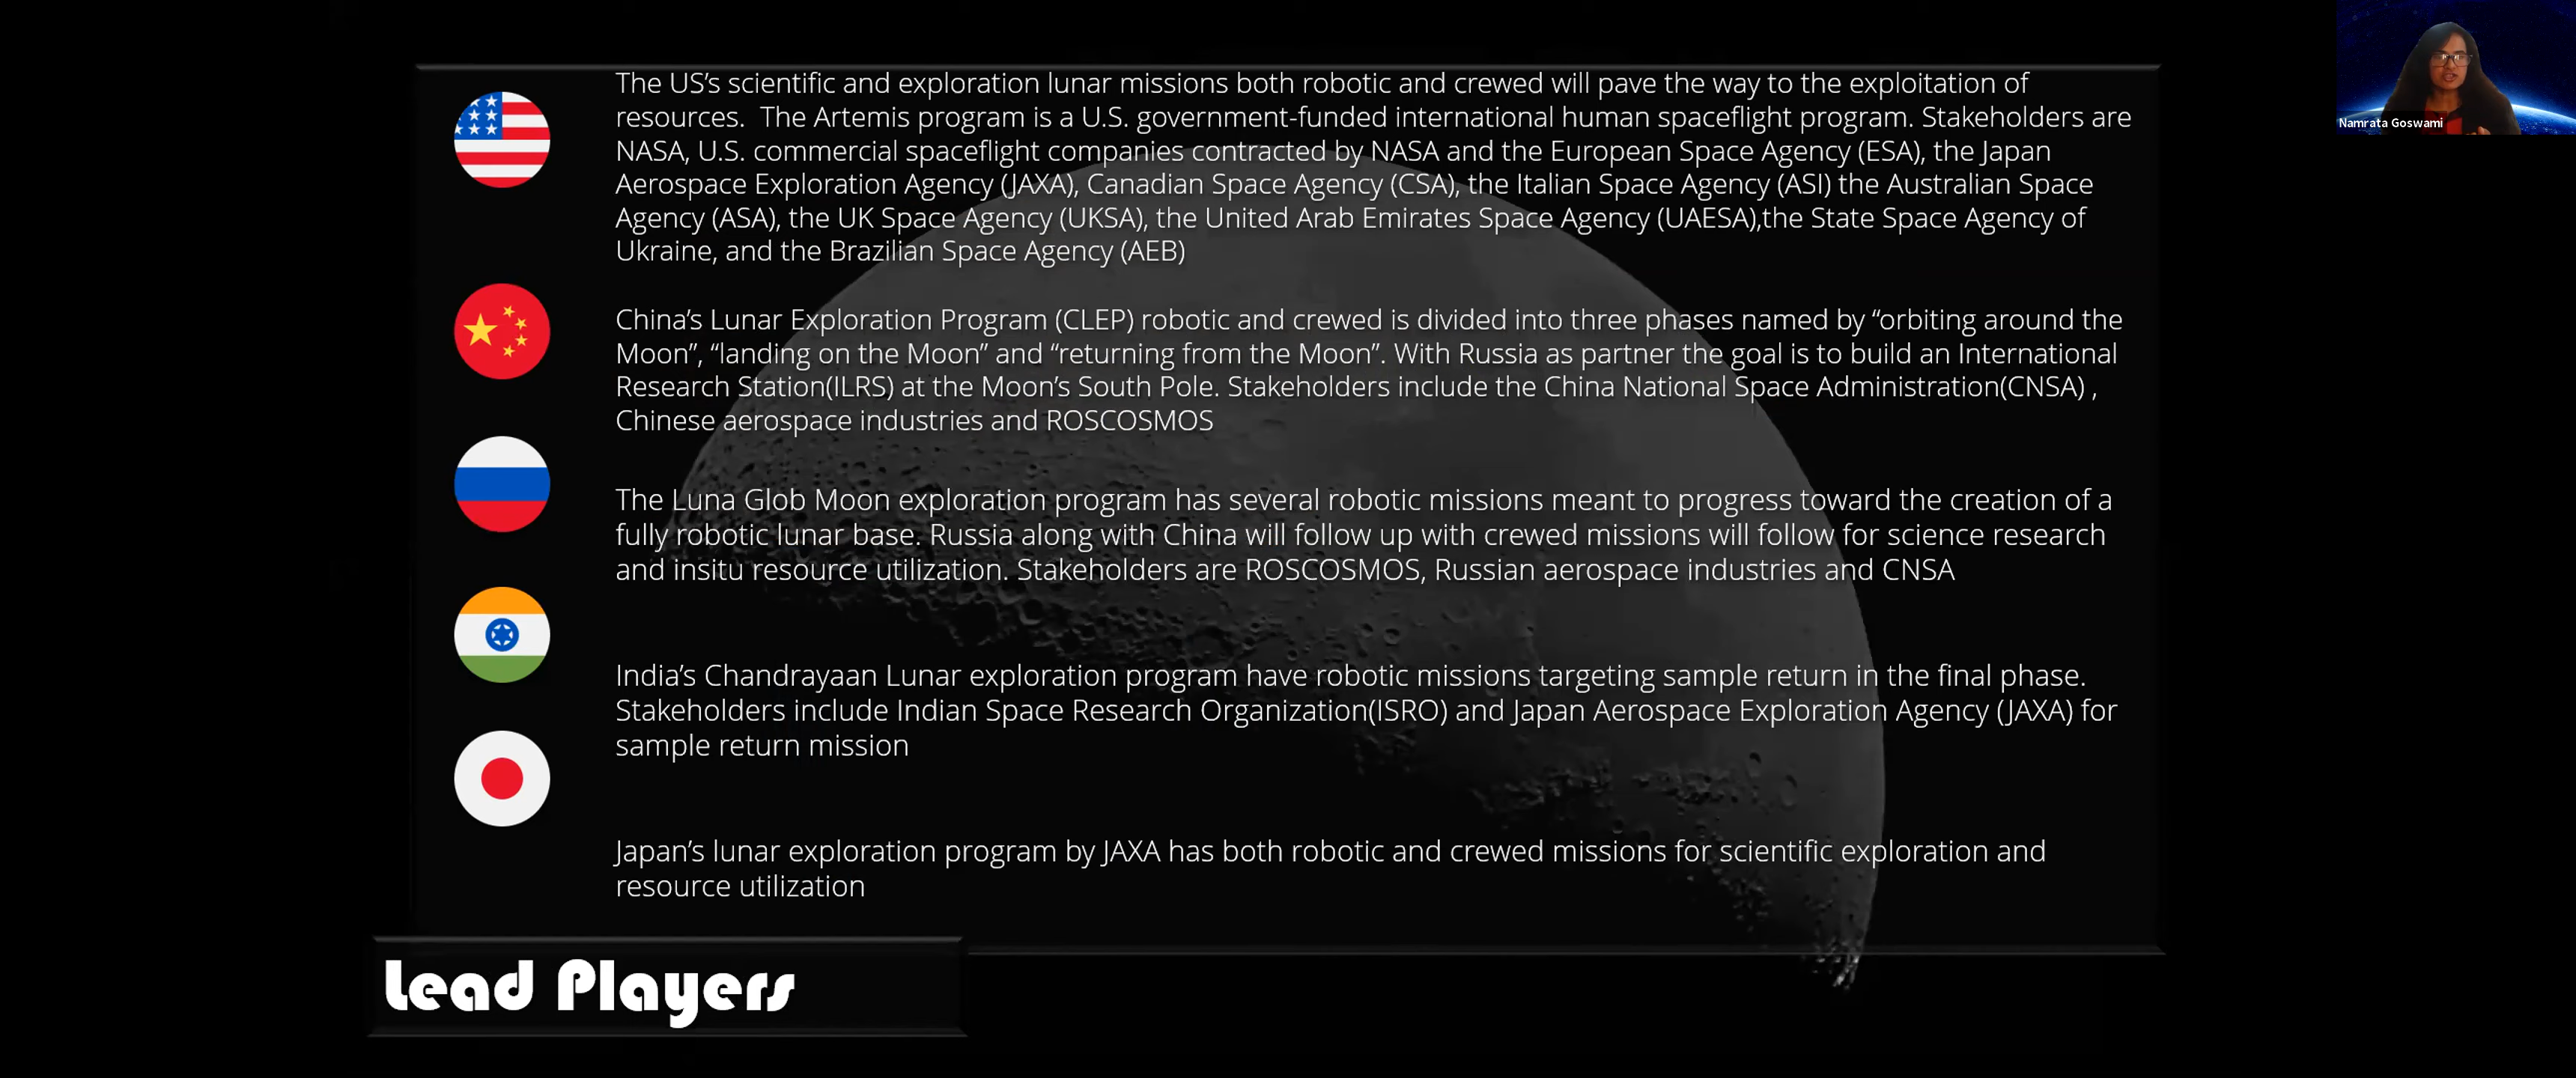 The US’s scientific and exploration lunar missions both robotic and crewed will pave the way to the exploitation of
resources.  The Artemis program is a U.S. government-funded international human spaceflight program. Stakeholders are
NASA, U.S. commercial spaceflight companies contracted by NASA and the European Space Agency (ESA), the Japan
Aerospace Exploration Agency (JAXA), Canadian Space Agency (CSA), the Italian Space Agency (ASI) the Australian Space
Agency (ASA), the UK Space Agency (UKSA), the United Arab Emirates Space Agency (UAESA),the State Space Agency of
Ukraine, and the Brazilian Space Agency (AEB)
China’s Lunar Exploration Program (CLEP) robotic and crewed is divided into three phases named by “orbiting around the
Moon”, “landing on the Moon” and “returning from the Moon”. With Russia as partner the goal is to build an International
Research Station(ILRS) at the Moon’s South Pole. Stakeholders include the China National Space Administration(CNSA) ,
Chinese aerospace industries and ROSCOSMOS
The Luna Glob Moon exploration program has several robotic missions meant to progress toward the creation of a
fully robotic lunar base. Russia along with China will follow up with crewed missions will follow for science research
and insitu resource utilization. Stakeholders are ROSCOSMOS, Russian aerospace industries and CNSA
India’s Chandrayaan Lunar exploration program have robotic missions targeting sample return in the final phase.
Stakeholders include Indian Space Research Organization(ISRO) and Japan Aerospace Exploration Agency (JAXA) for
sample return mission
Japan’s lunar exploration program by JAXA has both robotic and crewed missions for scientific exploration and
resource utilization
Lead Players
Namrata Goswami